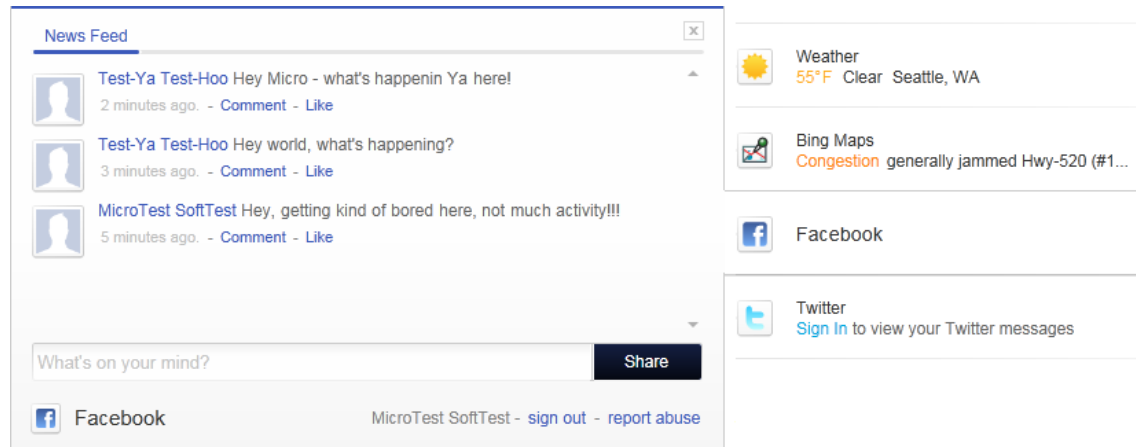 News Feed
x
Test-Ya Test-Hoo Hey Micro - what's happenin Ya here!
2 minutes ago. - Comment - Like
Test-Ya Test-Hoo Hey world, what's happening?
3 minutes ago. - Comment - Like
MicroTest SoftTest Hey, getting kind of bored here, not much activity!!!
5 minutes ago. - Comment - Like
What's on your mind?
Share
f Facebook
MicroTest SoftTest - sign out - report abuse
Weather
55°F Clear Seattle, WA
Bing Maps
Congestion generally jammed Hwy-520 (#1...
f Facebook
t Twitter
Sign In to view your Twitter messages